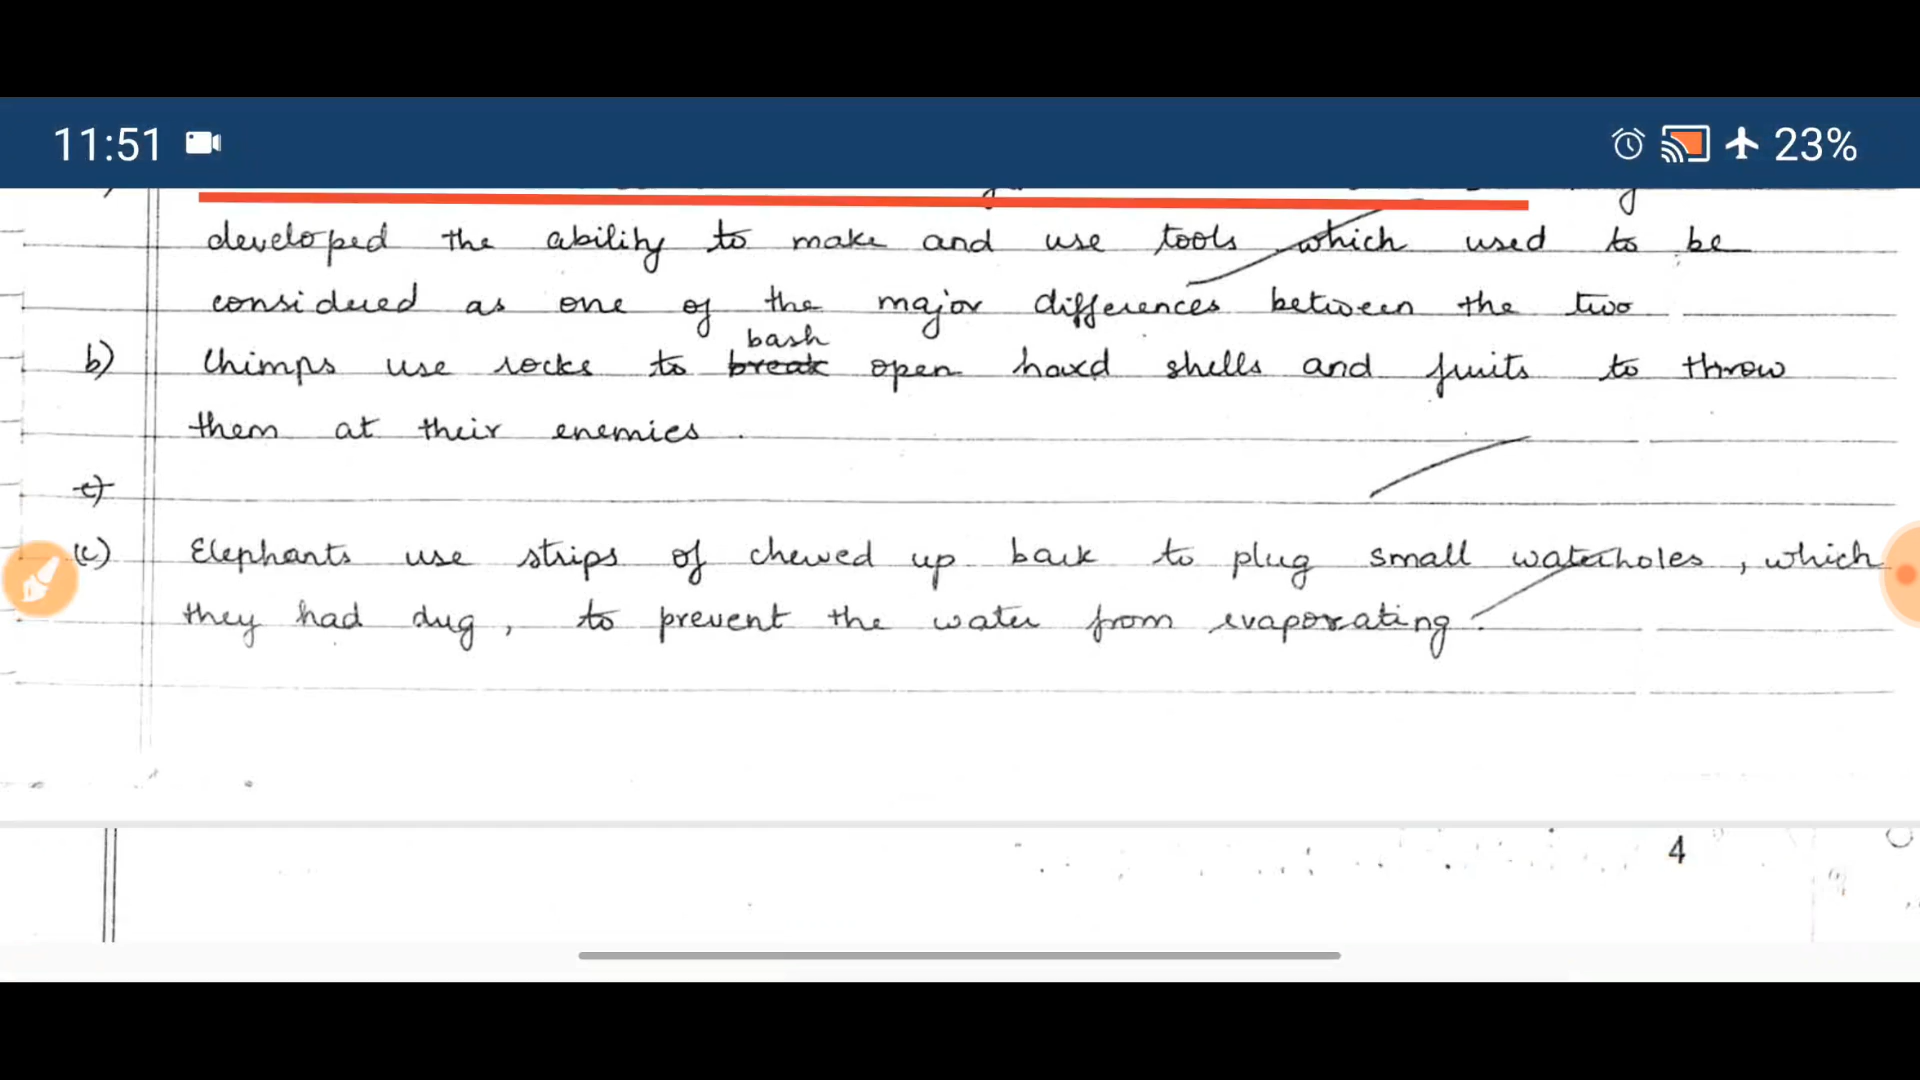 11:51 23%
developed the ability to make and use tools which used to be
considered as one of the major differences between the two
bash
b) Chimps use rocks to break open hard shells and fruits to throw
them at their enemies .
c)
(c) Elephants use strips of chewed up bark to plug small waterholes , which
they had dug , to prevent the water from evaporating .
4